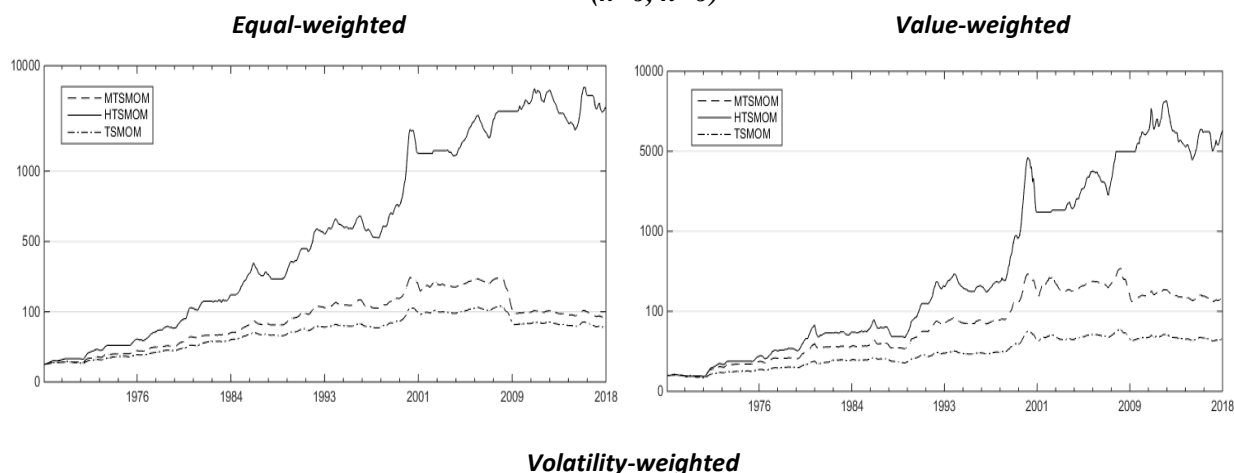 Equal-weighted
Value-weighted
10000
1000
500
100
0
MTSMOM
HTSMOM
TSMOM
1976
1984
1993
2001
2009
2018
10000
5000
1000
100
0
MTSMOM
HTSMOM
TSMOM
1976
1984
1993
2001
2009
2018
Volatility-weighted